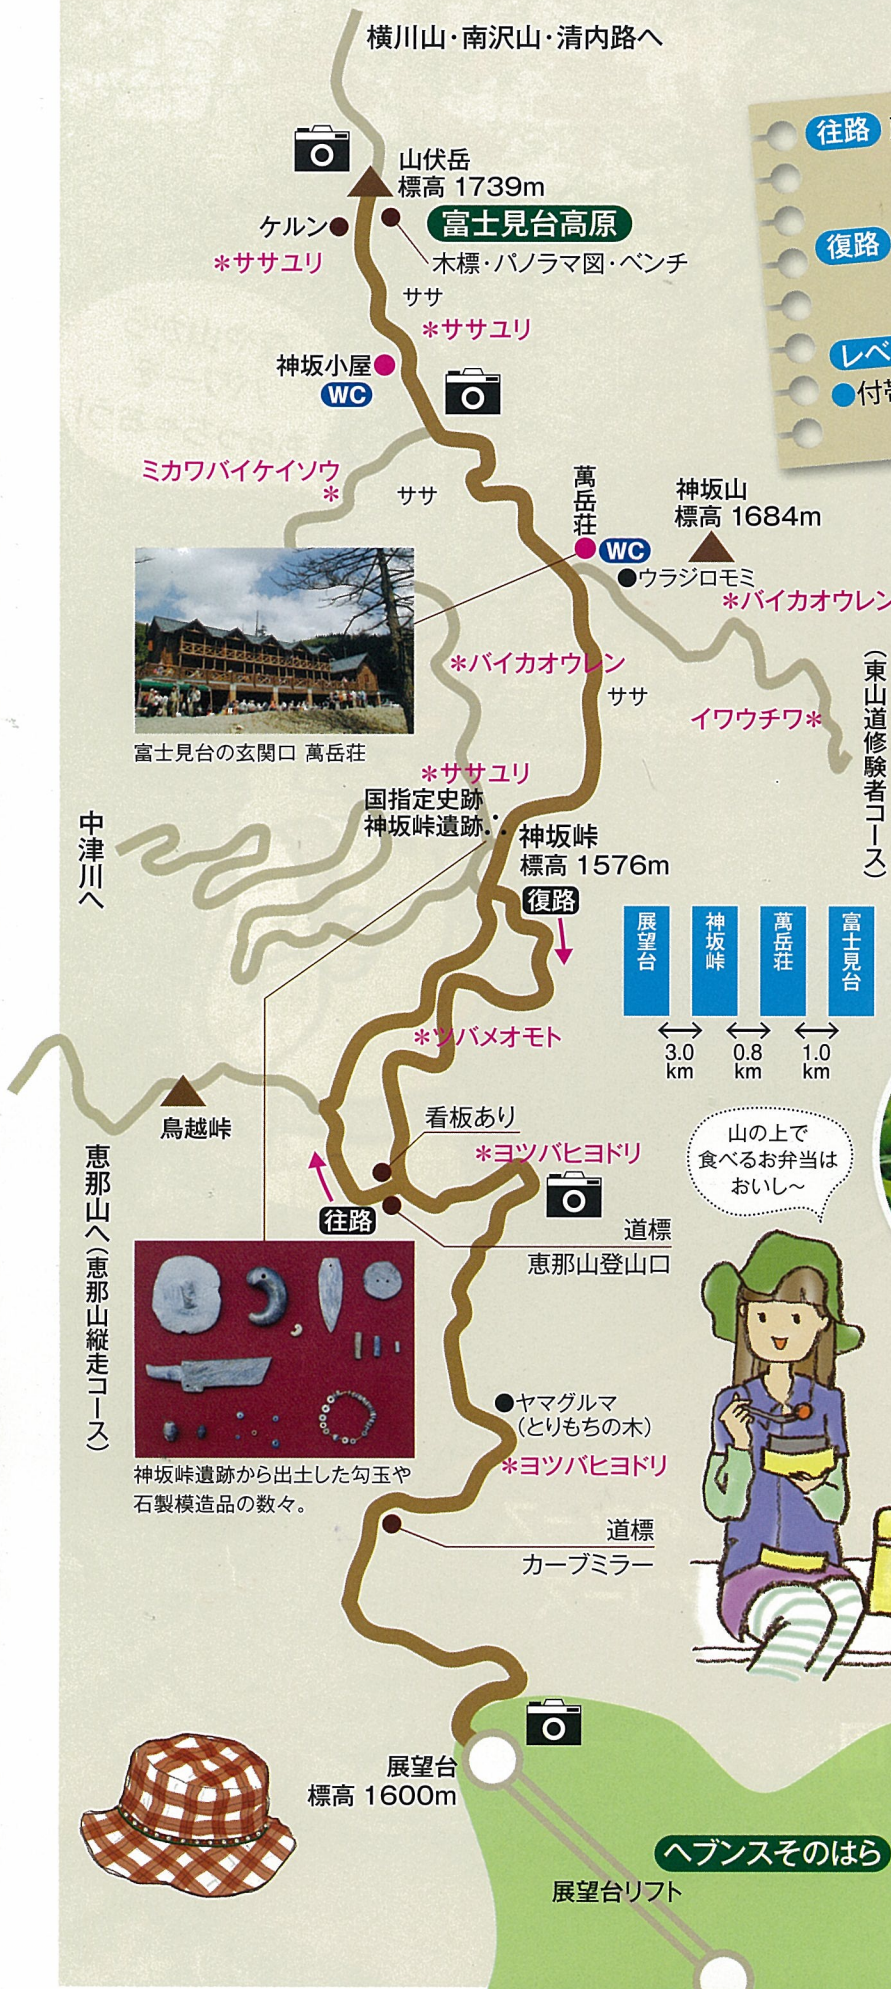 横川山・南沢山・清内路へ
往路
山伏岳
標高 1739m
ケルン
富士見台高原
＊ササユリ
木標・パノラマ図・ベンチ
復路
ササ
＊ササユリ
神坂小屋
WC
レベ
●付帯
ミカワバイケイソウ
＊
ササ
萬岳荘
WC
神坂山
標高 1684m
ウラジロモミ
＊バイカオウレン
＊バイカオウレン
（東山道修験者コース）
ササ
イワウチワ＊
富士見台の玄関口 萬岳荘
＊ササユリ
国指定史跡
神坂峠遺跡
神坂峠
標高 1576m
中津川へ
復路
展望台
神坂峠
萬岳荘
富士見台
3.0
km
0.8
km
1.0
km
＊ツバメオモト
鳥越峠
看板あり
＊ヨツバヒヨドリ
山の上で
食べるお弁当は
おいし〜
恵那山へ（恵那山縦走コース）
往路
道標
恵那山登山口
ヤマグルマ
（とりもちの木）
＊ヨツバヒヨドリ
神坂峠遺跡から出土した勾玉や
石製模造品の数々。
道標
カーブミラー
展望台
標高 1600m
ヘブンスそのはら
展望台リフト